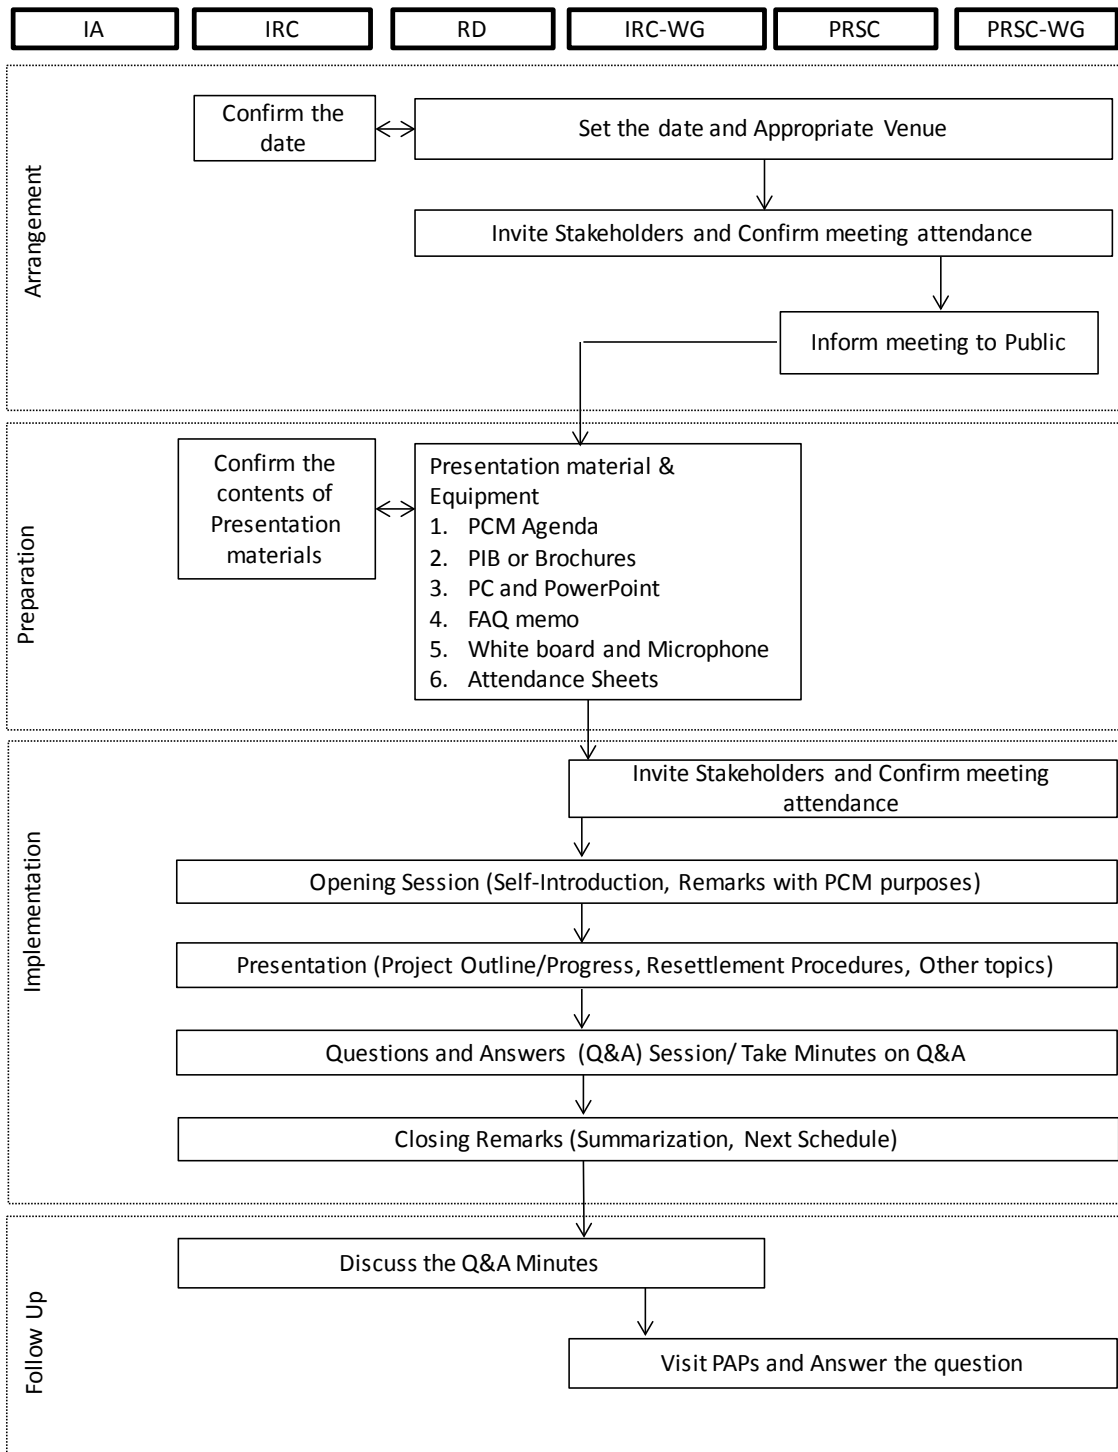 IA
IRC
RD
IRC-WG
PRSC
PRSC-WG
Arrangement
Confirm the
date
Set the date and Appropriate Venue
Invite Stakeholders and Confirm meeting attendance
Inform meeting to Public
Preparation
Confirm the
contents of
Presentation
materials
Presentation material &
Equipment
1. PCM Agenda
2. PIB or Brochures
3. PC and PowerPoint
4. FAQ memo
5. White board and Microphone
6. Attendance Sheets
Implementation
Invite Stakeholders and Confirm meeting
attendance
Opening Session (Self-Introduction, Remarks with PCM purposes)
Presentation (Project Outline/Progress, Resettlement Procedures, Other topics)
Questions and Answers (Q&A) Session/ Take Minutes on Q&A
Closing Remarks (Summarization, Next Schedule)
Follow Up
Discuss the Q&A Minutes
Visit PAPs and Answer the question